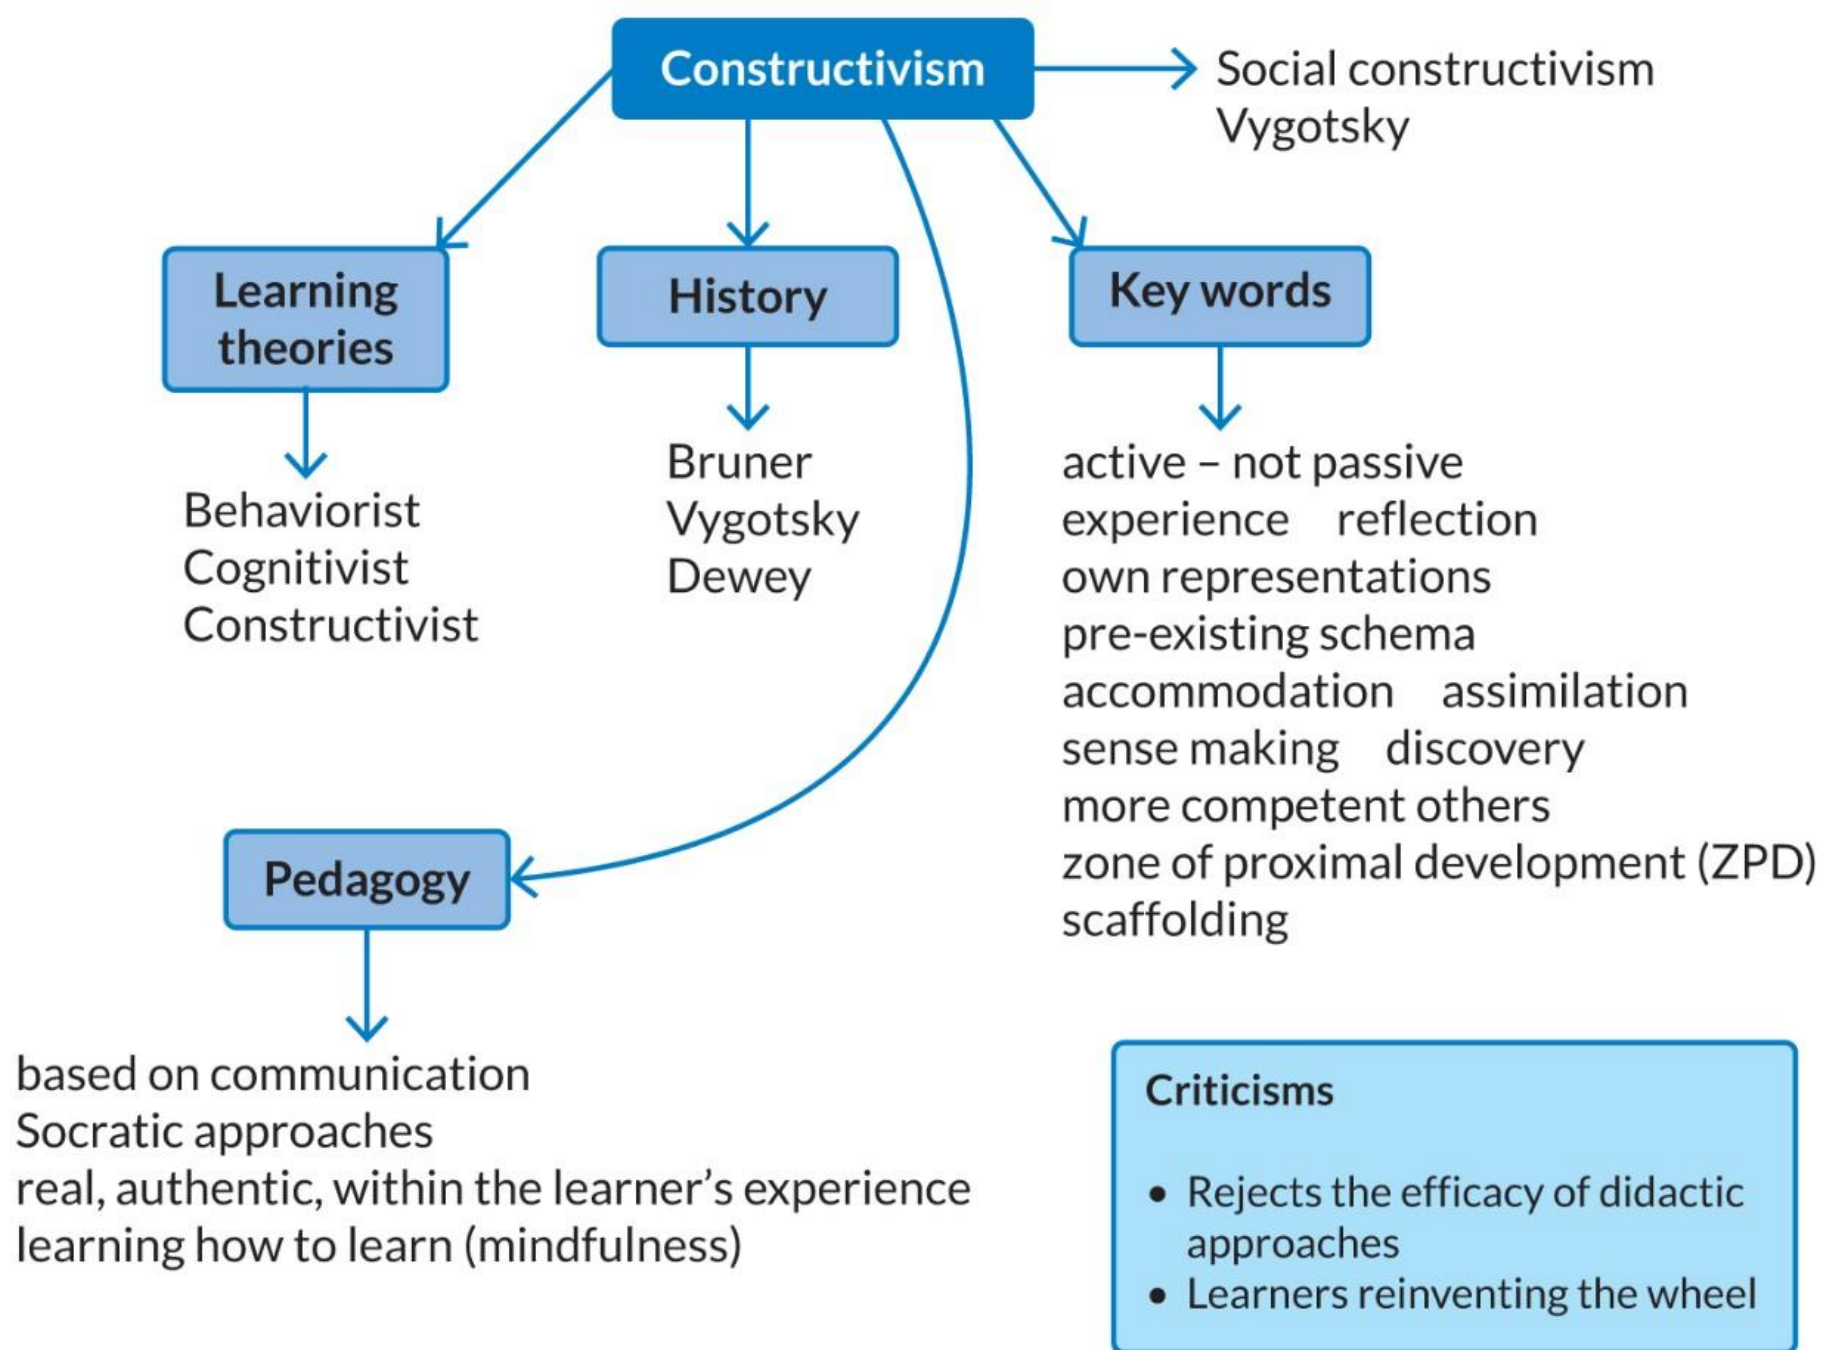 Constructivism
Social constructivism
Vygotsky
Learning
theories
History
Key words
Behaviorist
Cognitivist
Constructivist
Bruner
Vygotsky
Dewey
active – not passive
experience reflection
own representations
pre-existing schema
accommodation assimilation
sense making discovery
more competent others
zone of proximal development (ZPD)
scaffolding
Pedagogy
based on communication
Socratic approaches
real, authentic, within the learner’s experience
learning how to learn (mindfulness)
Criticisms
• Rejects the efficacy of didactic
approaches
• Learners reinventing the wheel